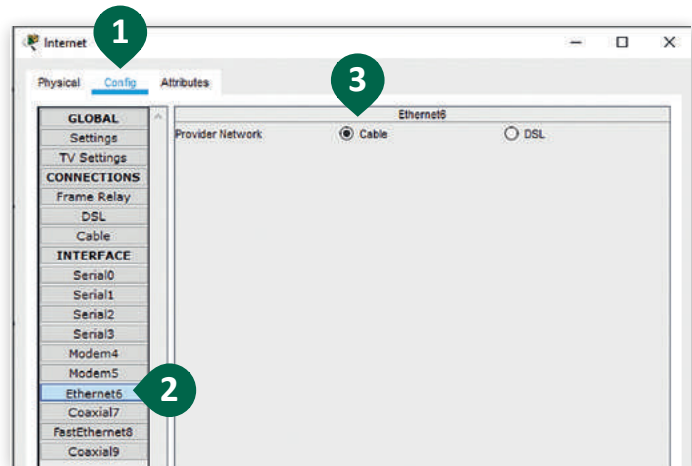 1
Internet
Physical Config Attributes
3
GLOBAL
Settings
TV Settings
CONNECTIONS
Frame Relay
DSL
Cable
INTERFACE
Serial0
Serial1
Serial2
Serial3
Modem4
Modem5
Ethernet6
2
Coaxial7
FastEthernet8
Coaxial9
Ethernet6
Provider Network Cable DSL